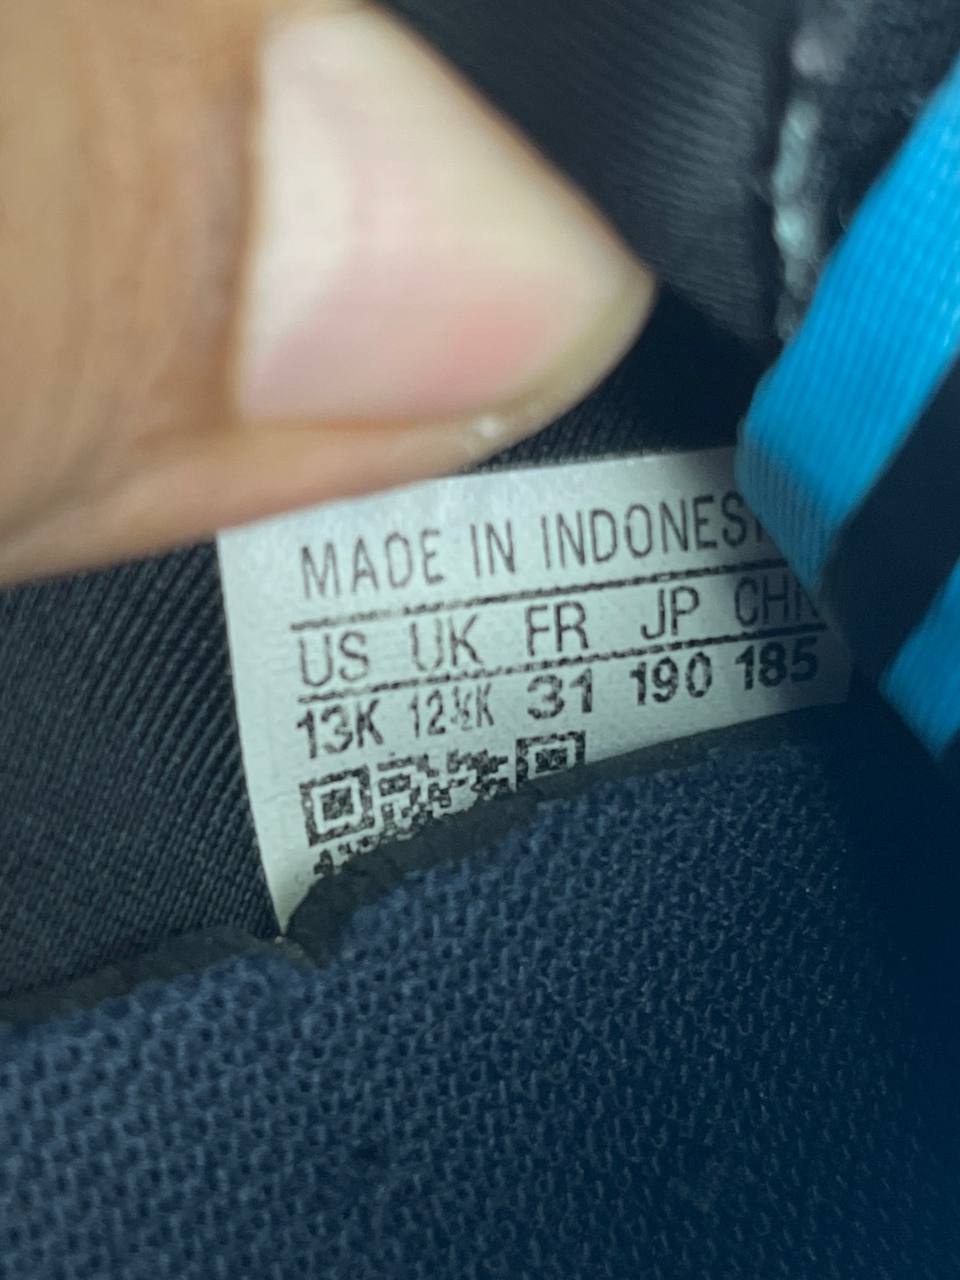 MADE IN INDONES
US UK FR JP CHN
13K 12½K 31 190 185